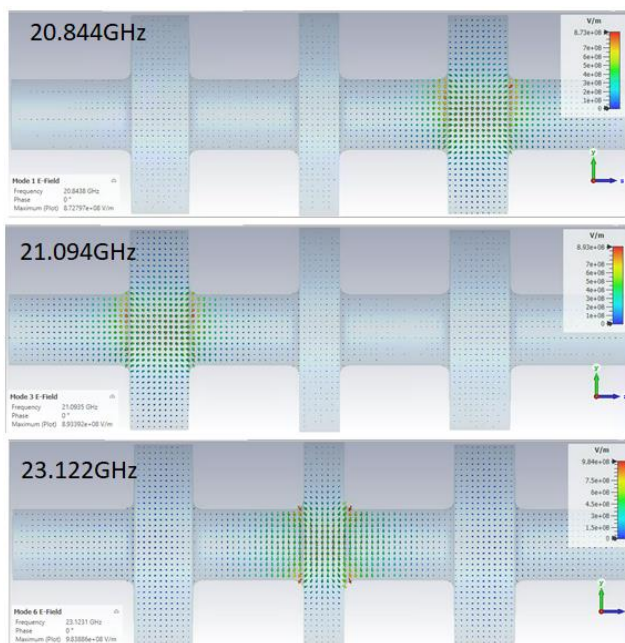 20.844GHz
V/m
8.73e+08
7e+08
6e+08
5e+08
4e+08
3e+08
2e+08
1e+08
0
y
Mode 1 E-Field
Frequency 20.8438 GHz
Phase 0°
Maximum (Plot) 8.72797e+08 V/m
21.094GHz
V/m
8.93e+08
7e+08
6e+08
5e+08
4e+08
3e+08
2e+08
1e+08
0
y
Mode 3 E-Field
Frequency 21.0935 GHz
Phase 0°
Maximum (Plot) 8.93392e+08 V/m
23.122GHz
V/m
9.84e+08
7.5e+08
6e+08
4.5e+08
3e+08
1.5e+08
0
y
Mode 6 E-Field
Frequency 23.1231 GHz
Phase 0°
Maximum (Plot) 9.83886e+08 V/m